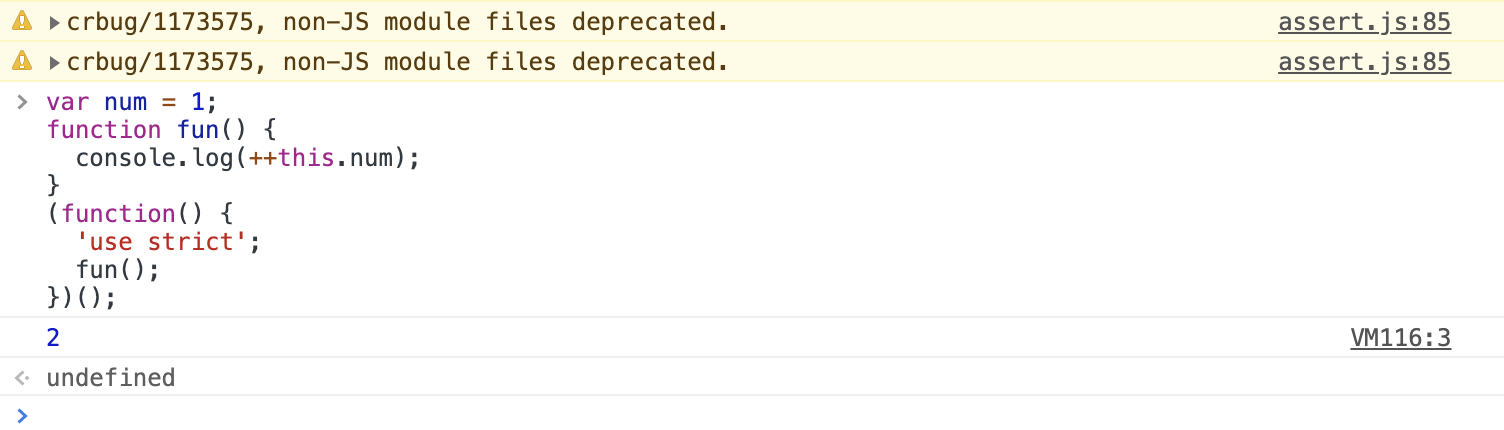 crbug/1173575, non-JS module files deprecated. assert.js:85
crbug/1173575, non-JS module files deprecated. assert.js:85
var num = 1;
function fun() {
  console.log(++this.num);
}
(function() {
  'use strict';
  fun();
})();
2 VM116:3
undefined